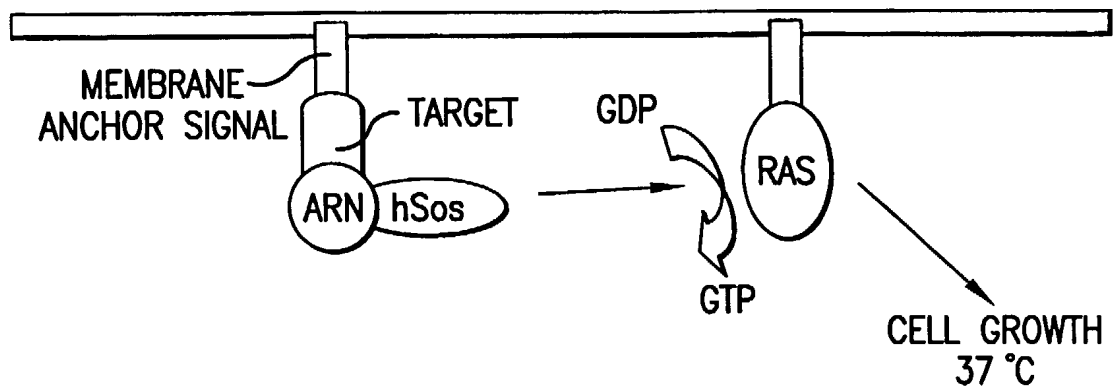 MEMBRANE
ANCHOR SIGNAL
TARGET
ARN
hSos
GDP
GTP
RAS
CELL GROWTH
37 °C